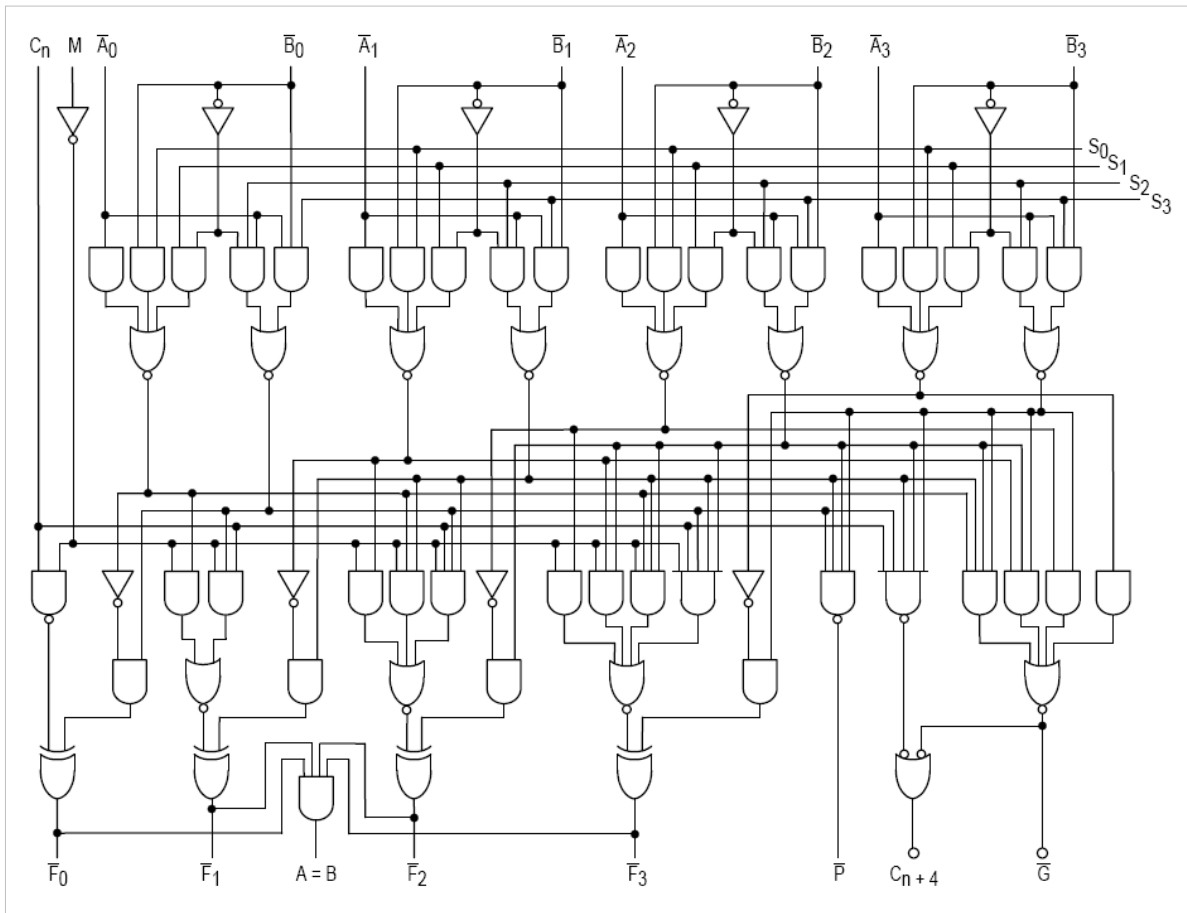 Cn M A̅0 B̅0 A̅1 B̅1 A̅2 B̅2 A̅3 B̅3
S0
S1
S2
S3
F̅0 F̅1 A = B F̅2 F̅3 P̅ Cn + 4 G̅